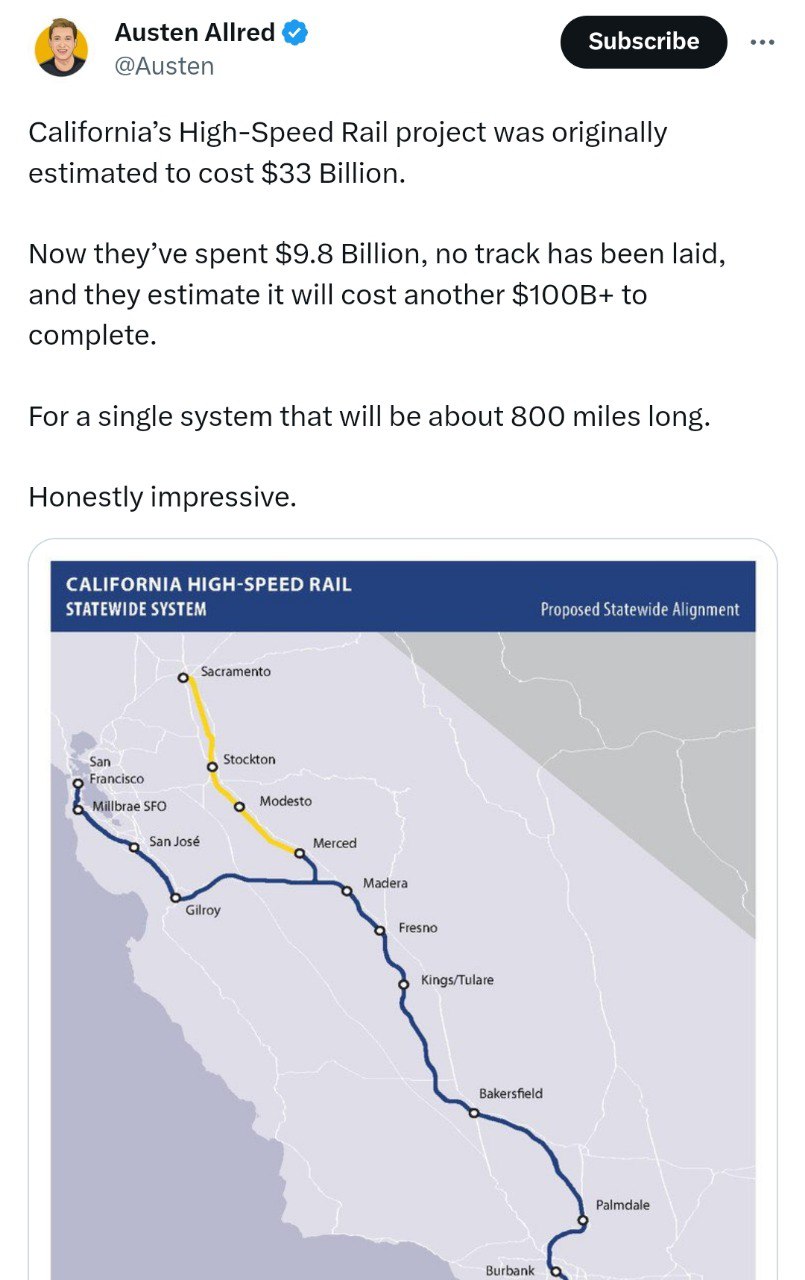 Austen Allred
@Austen
Subscribe
California’s High-Speed Rail project was originally
estimated to cost $33 Billion.
Now they’ve spent $9.8 Billion, no track has been laid,
and they estimate it will cost another $100B+ to
complete.
For a single system that will be about 800 miles long.
Honestly impressive.
CALIFORNIA HIGH-SPEED RAIL
STATEWIDE SYSTEM
Proposed Statewide Alignment
Sacramento
Stockton
San
Francisco
Modesto
Millbrae SFO
San José
Merced
Madera
Gilroy
Fresno
Kings/Tulare
Bakersfield
Palmdale
Burbank